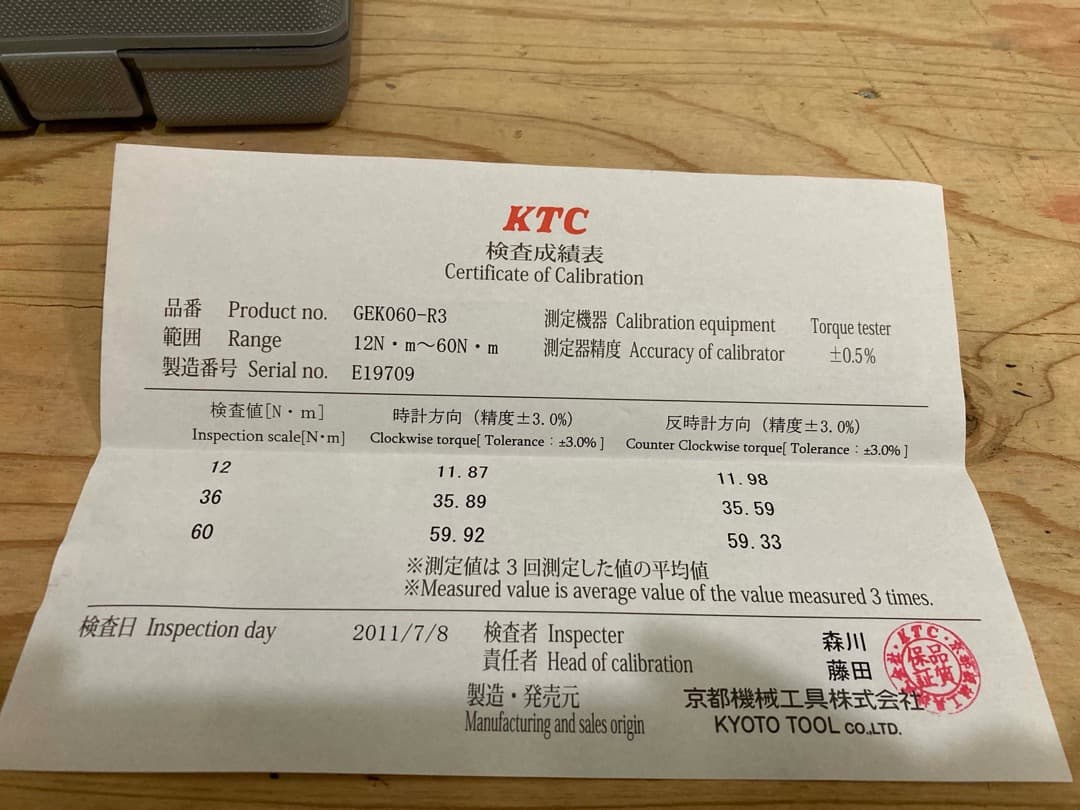 KTC
検査成績表
Certificate of Calibration
品番 Product no. GEK060-R3
範囲 Range 12N・m〜60N・m
製造番号 Serial no. E19709
測定機器 Calibration equipment Torque tester
測定器精度 Accuracy of calibrator ±0.5%
検査値[N・m] 時計方向（精度±3.0%） 反時計方向（精度±3.0%）
Inspection scale[N･m] Clockwise torque[ Tolerance : ±3.0% ] Counter Clockwise torque[ Tolerance : ±3.0% ]
12 11.87 11.98
36 35.89 35.59
60 59.92 59.33
※測定値は3回測定した値の平均値
※Measured value is average value of the value measured 3 times.
検査日 Inspection day 2011/7/8
検査者 Inspecter 森川
責任者 Head of calibration 藤田
製造・発売元 京都機械工具株式会社
Manufacturing and sales origin KYOTO TOOL CO.,LTD.
KTC
品質
保証